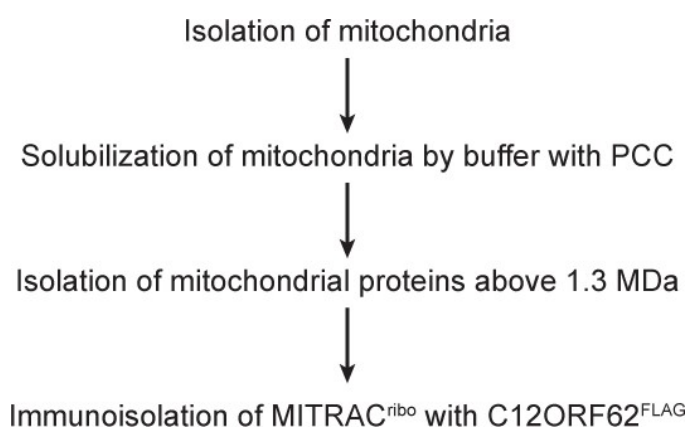 Isolation of mitochondria
Solubilization of mitochondria by buffer with PCC
Isolation of mitochondrial proteins above 1.3 MDa
Immunoisolation of MITRACribo with C12ORF62FLAG